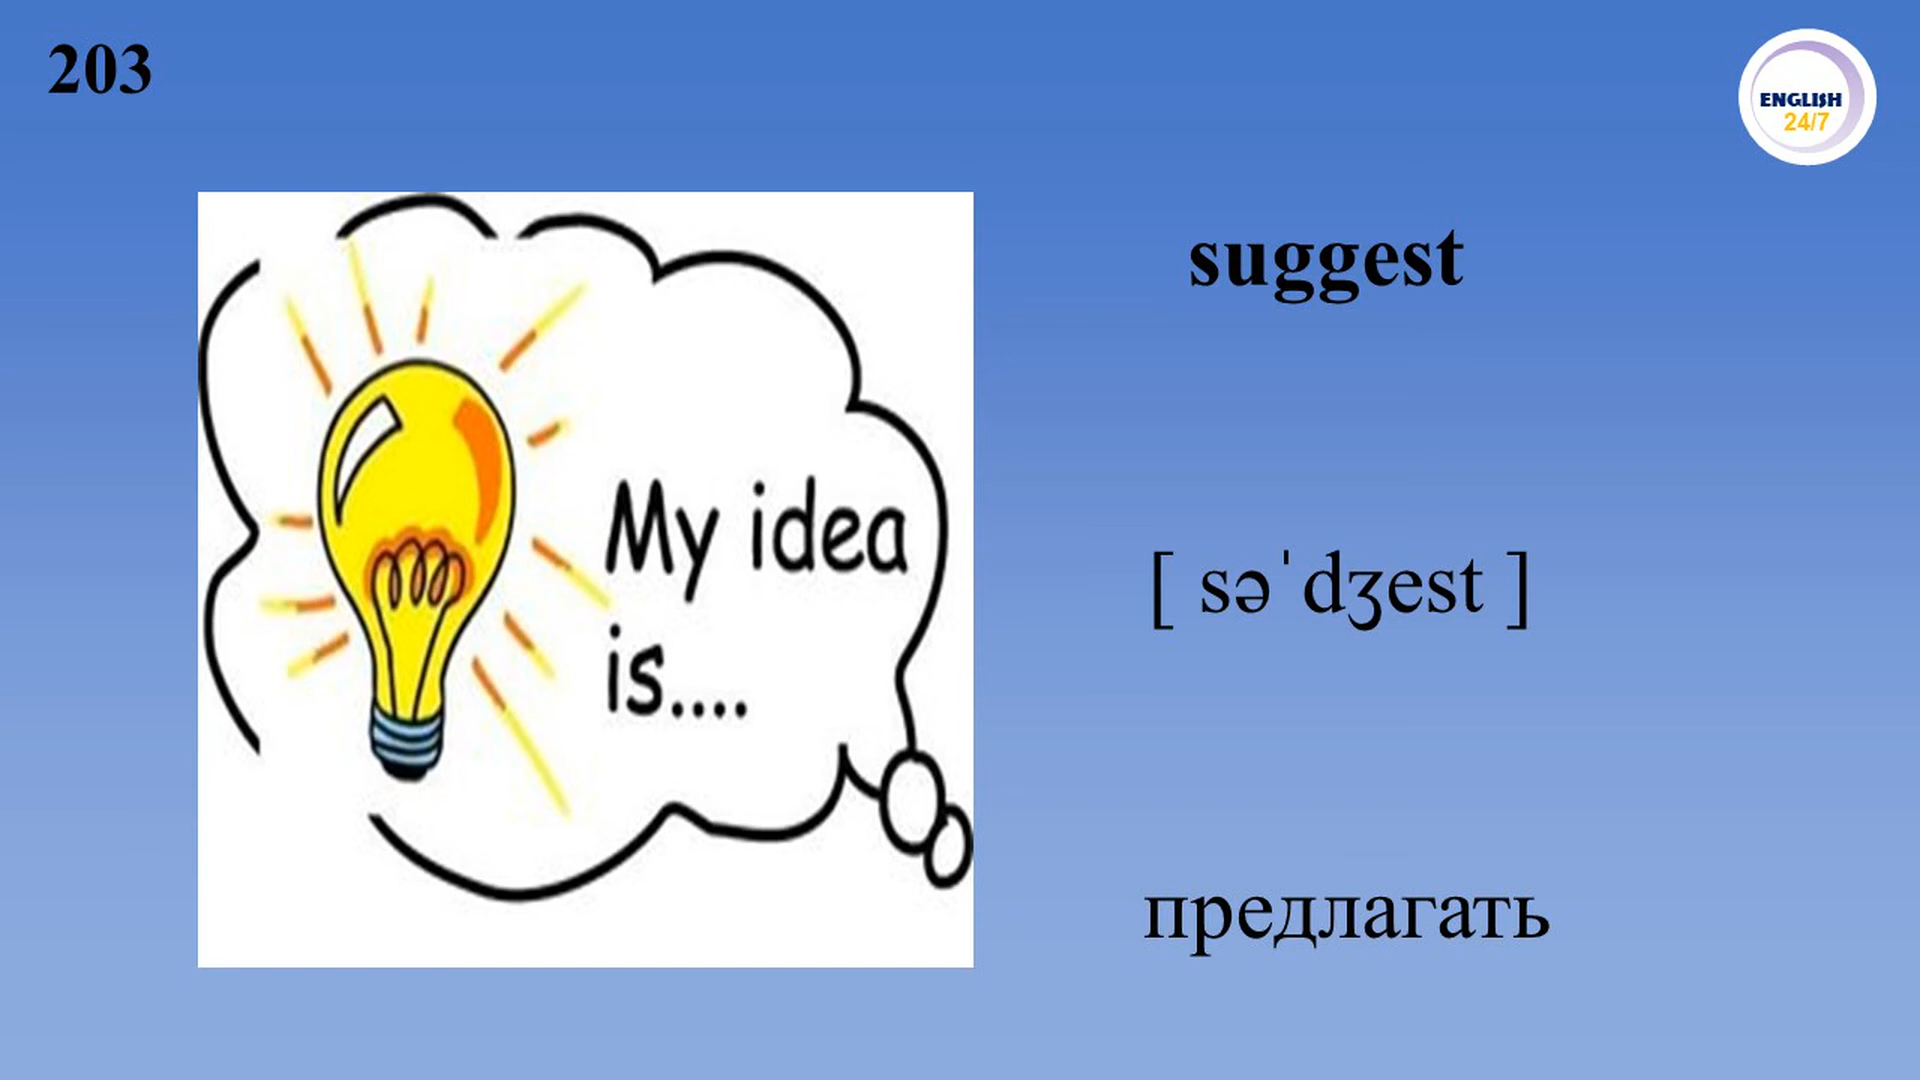 203
ENGLISH
24/7
suggest
My idea
is....
[ səˈdʒest ]
предлагать